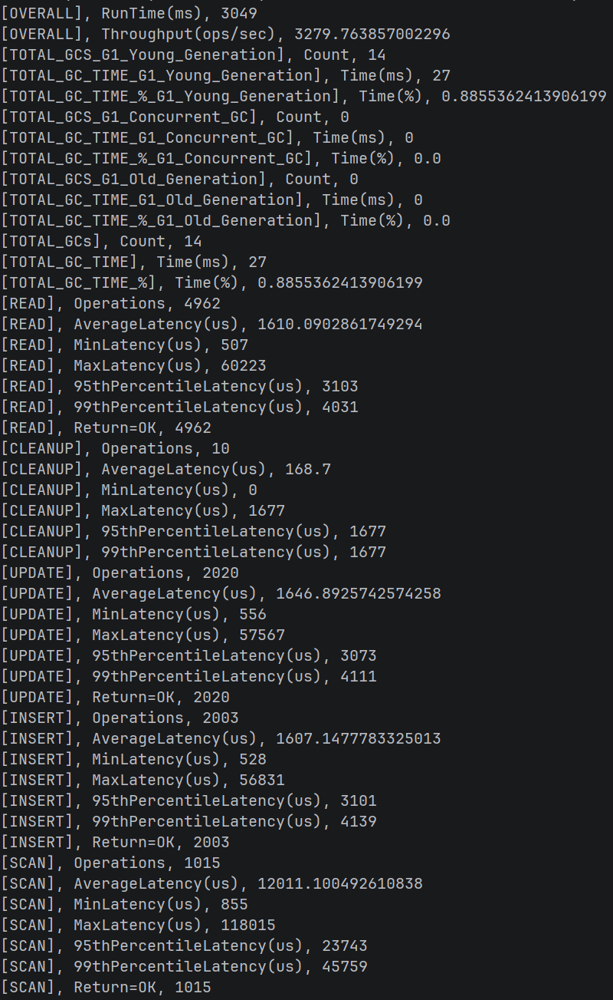 [OVERALL], RunTime(ms), 3049
[OVERALL], Throughput(ops/sec), 3279.763857002296
[TOTAL_GCS_G1_Young_Generation], Count, 14
[TOTAL_GC_TIME_G1_Young_Generation], Time(ms), 27
[TOTAL_GC_TIME_%_G1_Young_Generation], Time(%), 0.8855362413906199
[TOTAL_GCS_G1_Concurrent_GC], Count, 0
[TOTAL_GC_TIME_G1_Concurrent_GC], Time(ms), 0
[TOTAL_GC_TIME_%_G1_Concurrent_GC], Time(%), 0.0
[TOTAL_GCS_G1_Old_Generation], Count, 0
[TOTAL_GC_TIME_G1_Old_Generation], Time(ms), 0
[TOTAL_GC_TIME_%_G1_Old_Generation], Time(%), 0.0
[TOTAL_GCs], Count, 14
[TOTAL_GC_TIME], Time(ms), 27
[TOTAL_GC_TIME_%], Time(%), 0.8855362413906199
[READ], Operations, 4962
[READ], AverageLatency(us), 1610.0902861749294
[READ], MinLatency(us), 507
[READ], MaxLatency(us), 60223
[READ], 95thPercentileLatency(us), 3103
[READ], 99thPercentileLatency(us), 4031
[READ], Return=OK, 4962
[CLEANUP], Operations, 10
[CLEANUP], AverageLatency(us), 168.7
[CLEANUP], MinLatency(us), 0
[CLEANUP], MaxLatency(us), 1677
[CLEANUP], 95thPercentileLatency(us), 1677
[CLEANUP], 99thPercentileLatency(us), 1677
[UPDATE], Operations, 2020
[UPDATE], AverageLatency(us), 1646.8925742574258
[UPDATE], MinLatency(us), 556
[UPDATE], MaxLatency(us), 57567
[UPDATE], 95thPercentileLatency(us), 3073
[UPDATE], 99thPercentileLatency(us), 4111
[UPDATE], Return=OK, 2020
[INSERT], Operations, 2003
[INSERT], AverageLatency(us), 1607.1477783325013
[INSERT], MinLatency(us), 528
[INSERT], MaxLatency(us), 56831
[INSERT], 95thPercentileLatency(us), 3101
[INSERT], 99thPercentileLatency(us), 4139
[INSERT], Return=OK, 2003
[SCAN], Operations, 1015
[SCAN], AverageLatency(us), 12011.100492610838
[SCAN], MinLatency(us), 855
[SCAN], MaxLatency(us), 118015
[SCAN], 95thPercentileLatency(us), 23743
[SCAN], 99thPercentileLatency(us), 45759
[SCAN], Return=OK, 1015